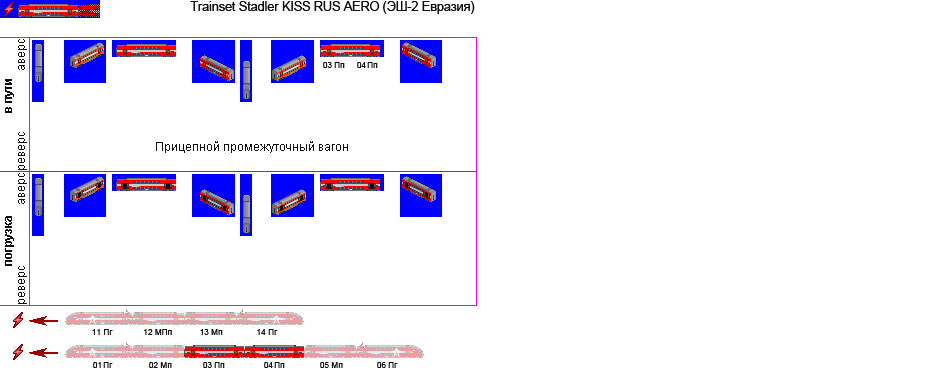 Trainset Stadler KISS RUS AERO (ЭШ-2 Евразия)
аверс
03 Пп 04 Пп
в пути
Прицепной промежуточный вагон
реверс
аверс
погрузка
реверс
11 Пг 12 МПп 13 Мп 14 Пг
01 Пг 02 Мп 03 Пп 04 Пп 05 Мп 06 Пг